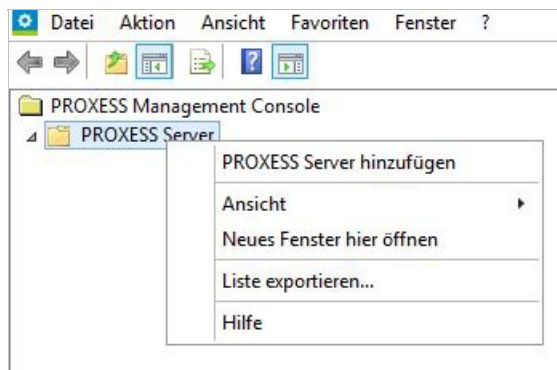 Datei Aktion Ansicht Favoriten Fenster ?
PROXESS Management Console
PROXESS Server
PROXESS Server hinzufügen
Ansicht
Neues Fenster hier öffnen
Liste exportieren...
Hilfe